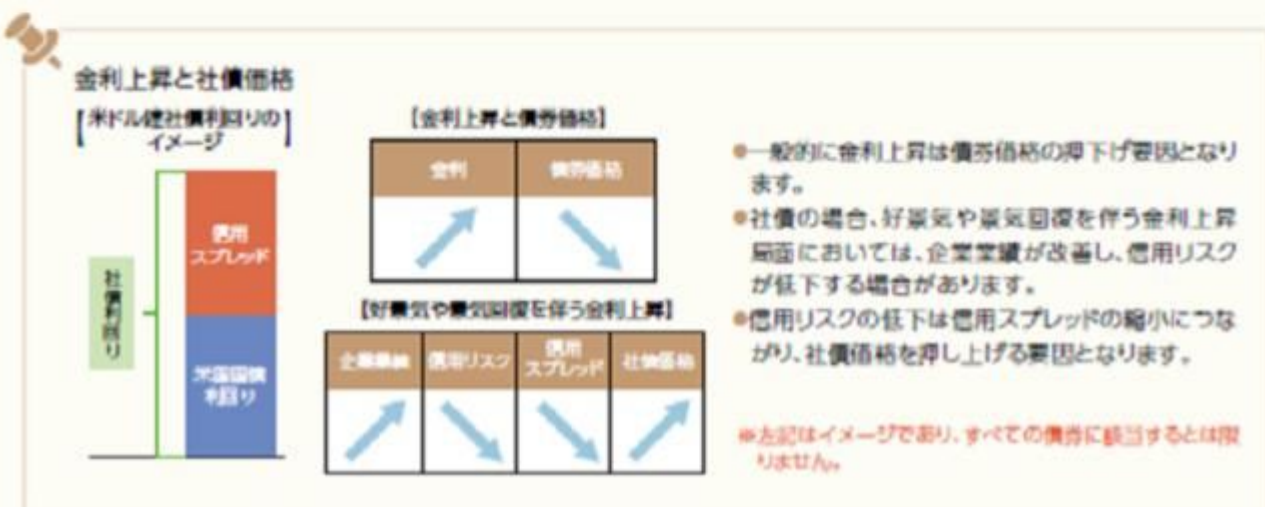 金利上昇と社債価格
[米ドル建社債利回りの
イメージ]
社債利回り
信用
スプレッド
米国国債
利回り
【金利上昇と債券価格】
金利 債券価格
【好景気や景気回復を伴う金利上昇】
企業業績 信用リスク 信用
スプレッド 社債価格
●一般的に金利上昇は債券価格の押下げ要因となり
ます。
●社債の場合、好景気や景気回復を伴う金利上昇
局面においては、企業業績が改善し、信用リスク
が低下する場合があります。
●信用リスクの低下は信用スプレッドの縮小につな
がり、社債価格を押し上げる要因となります。
※左記はイメージであり、すべての債券に該当するとは限
りません。